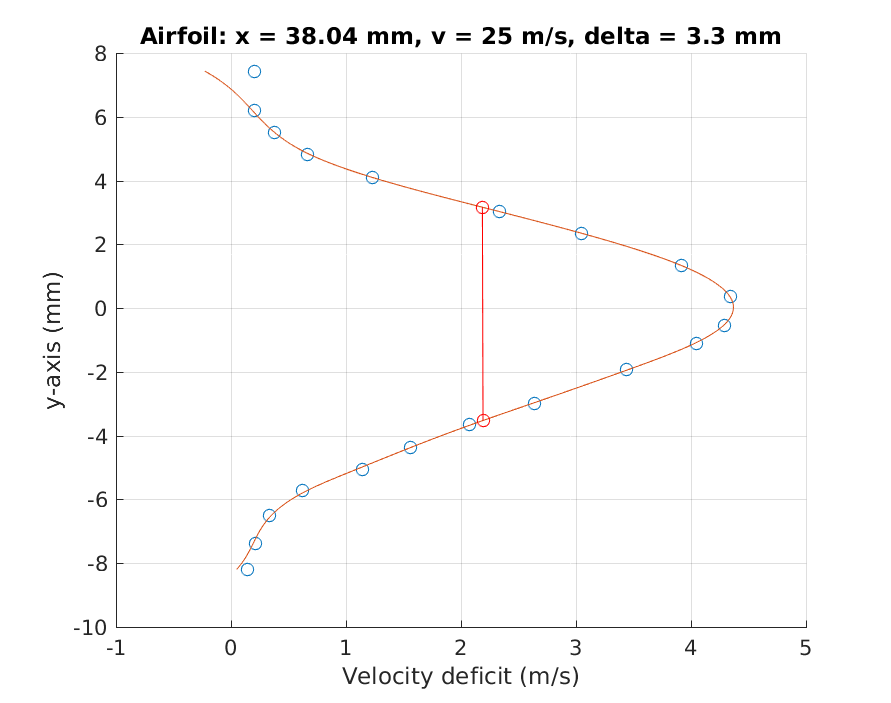 Airfoil: x = 38.04 mm, v = 25 m/s, delta = 3.3 mm
8
6
4
2
0
-2
-4
-6
-8
-10
y-axis (mm)
-1 0 1 2 3 4 5
Velocity deficit (m/s)